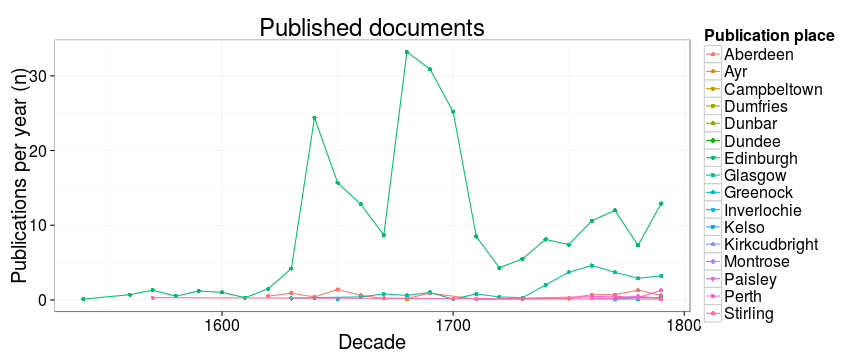 Published documents
Publications per year (n)
30
20
10
0
1600
1700
1800
Decade
Publication place
Aberdeen
Ayr
Campbeltown
Dumfries
Dunbar
Dundee
Edinburgh
Glasgow
Greenock
Inverlochie
Kelso
Kirkcudbright
Montrose
Paisley
Perth
Stirling